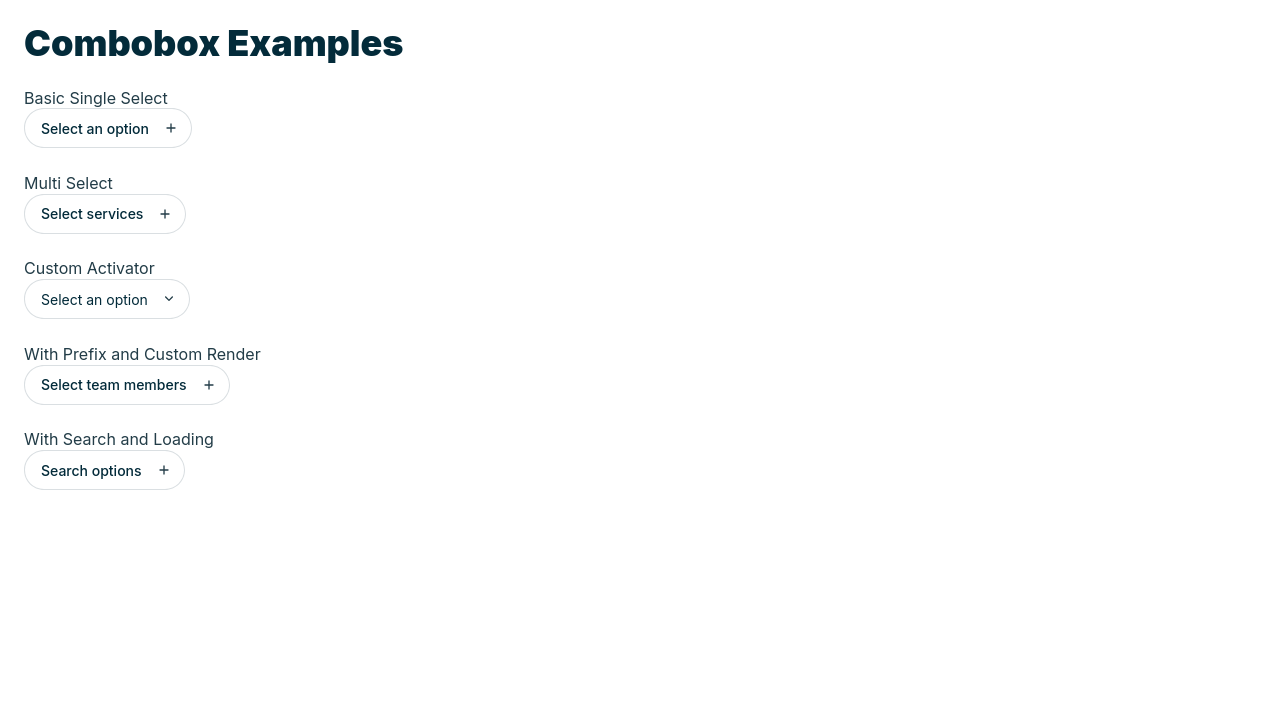 Combobox Examples
Basic Single Select
Select an option
Multi Select
Select services
Custom Activator
Select an option
With Prefix and Custom Render
Select team members
With Search and Loading
Search options